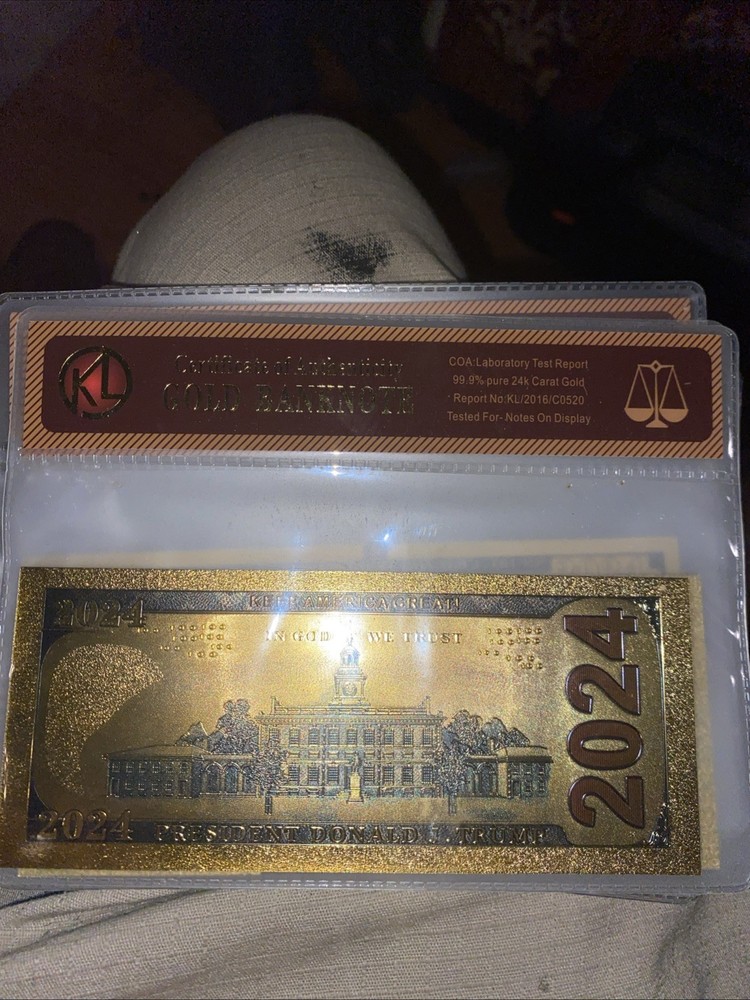 KL
Certificate of Authenticity
GOLD BANKNOTE
COA:Laboratory Test Report
99.9% pure 24k Carat Gold
Report No:KL/2016/C0520
Tested For- Notes On Display
2024
KEEP AMERICA GREAT!
IN GOD WE TRUST
2024
2024
PRESIDENT DONALD J. TRUMP